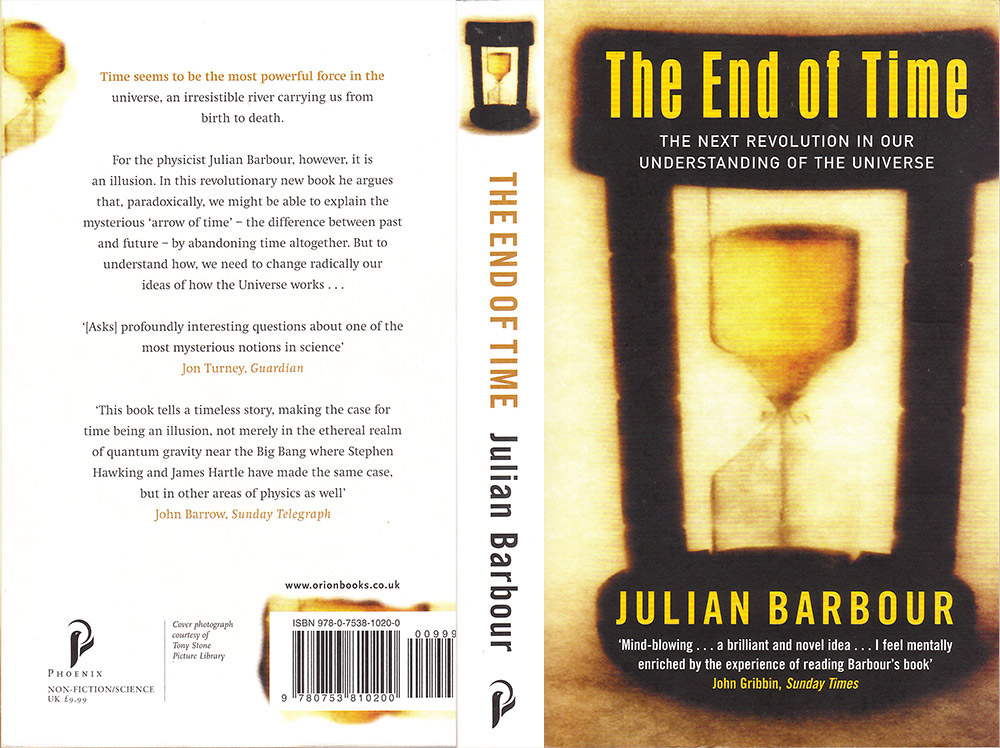 Time seems to be the most powerful force in the
universe, an irresistible river carrying us from
birth to death.
For the physicist Julian Barbour, however, it is
an illusion. In this revolutionary new book he argues
that, paradoxically, we might be able to explain the
mysterious ‘arrow of time’ – the difference between past
and future – by abandoning time altogether. But to
understand how, we need to change radically our
ideas of how the Universe works . . .
‘[Asks] profoundly interesting questions about one of the
most mysterious notions in science’
Jon Turney, Guardian
‘This book tells a timeless story, making the case for
time being an illusion, not merely in the ethereal realm
of quantum gravity near the Big Bang where Stephen
Hawking and James Hartle have made the same case,
but in other areas of physics as well’
John Barrow, Sunday Telegraph
www.orionbooks.co.uk
PHOENIX
NON-FICTION/SCIENCE
UK £9.99
Cover photograph
courtesy of
Tony Stone
Picture Library
ISBN 978-0-7538-1020-0
00999
9 780753 810200
THE END OF TIME Julian Barbour
The End of Time
THE NEXT REVOLUTION IN OUR
UNDERSTANDING OF THE UNIVERSE
JULIAN BARBOUR
‘Mind-blowing . . . a brilliant and novel idea . . . I feel mentally
enriched by the experience of reading Barbour’s book’
John Gribbin, Sunday Times